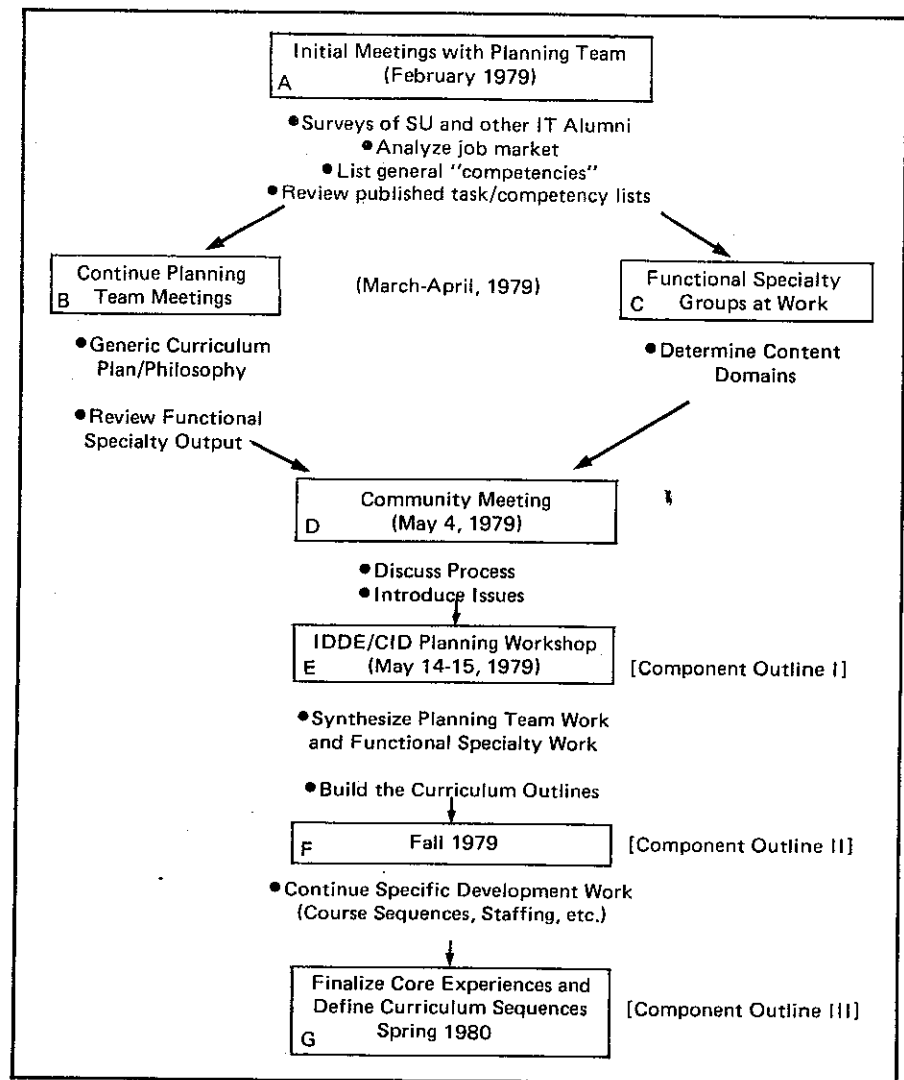 Initial Meetings with Planning Team
(February 1979)
A
●Surveys of SU and other IT Alumni
●Analyze job market
●List general "competencies"
●Review published task/competency lists
Continue Planning
Team Meetings
B
(March-April, 1979)
Functional Specialty
Groups at Work
C
●Generic Curriculum
Plan/Philosophy
●Review Functional
Specialty Output
●Determine Content
Domains
Community Meeting
(May 4, 1979)
D
●Discuss Process
●Introduce Issues
IDDE/CID Planning Workshop
(May 14-15, 1979)
E
[Component Outline I]
●Synthesize Planning Team Work
and Functional Specialty Work
●Build the Curriculum Outlines
F
Fall 1979
[Component Outline II]
●Continue Specific Development Work
(Course Sequences, Staffing, etc.)
Finalize Core Experiences and
Define Curriculum Sequences
Spring 1980
G
[Component Outline III]